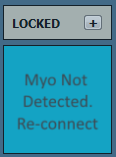 LOCKED +
Myo Not
Detected.
Re-connect